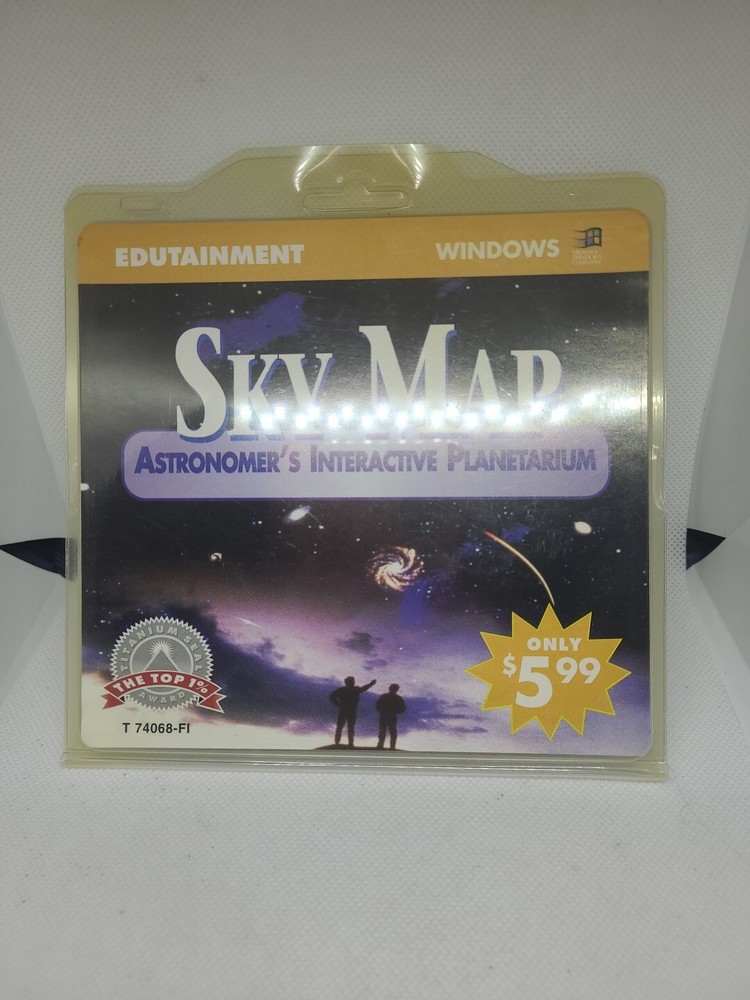 EDUTAINMENT
WINDOWS
SKY MAP
ASTRONOMER'S INTERACTIVE PLANETARIUM
TITANIUM SEAL
THE TOP 1%
AWARD
T 74068-FI
ONLY
$5.99